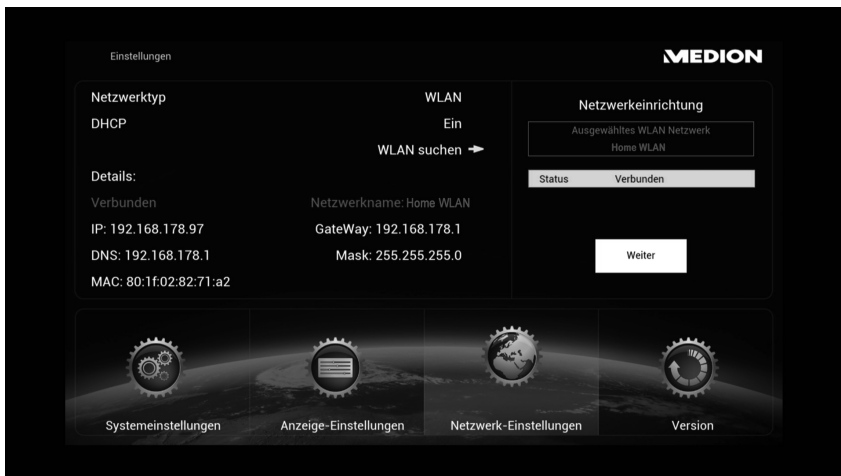 Einstellungen
MEDION
Netzwerktyp WLAN
DHCP Ein
WLAN suchen
Details:
Verbunden Netzwerkname: Home WLAN
IP: 192.168.178.97 GateWay: 192.168.178.1
DNS: 192.168.178.1 Mask: 255.255.255.0
MAC: 80:1f:02:82:71:a2
Netzwerkeinrichtung
Ausgewähltes WLAN Netzwerk
Home WLAN
Status Verbunden
Weiter
Systemeinstellungen
Anzeige-Einstellungen
Netzwerk-Einstellungen
Version